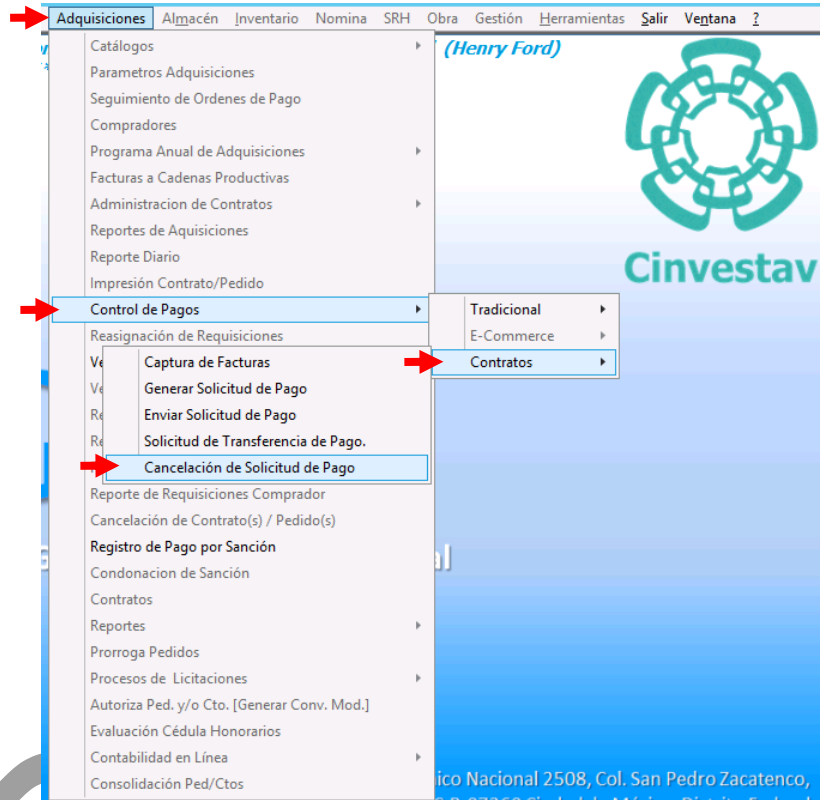 Adquisiciones Almacén Inventario Nomina SRH Obra Gestión Herramientas Salir Ventana ?
(Henry Ford)
Catálogos
Parametros Adquisiciones
Seguimiento de Ordenes de Pago
Compradores
Programa Anual de Adquisiciones
Facturas a Cadenas Productivas
Administracion de Contratos
Reportes de Aquisiciones
Reporte Diario
Impresión Contrato/Pedido
Control de Pagos
Reasignación de Requisiciones
Tradicional
E-Commerce
Contratos
Captura de Facturas
Generar Solicitud de Pago
Enviar Solicitud de Pago
Solicitud de Transferencia de Pago.
Cancelación de Solicitud de Pago
Reporte de Requisiciones Comprador
Cancelación de Contrato(s) / Pedido(s)
Registro de Pago por Sanción
Condonacion de Sanción
Contratos
Reportes
Prorroga Pedidos
Procesos de Licitaciones
Autoriza Ped. y/o Cto. [Generar Conv. Mod.]
Evaluación Cédula Honorarios
Contabilidad en Línea
Consolidación Ped/Ctos
Cinvestav
ico Nacional 2508, Col. San Pedro Zacatenco,